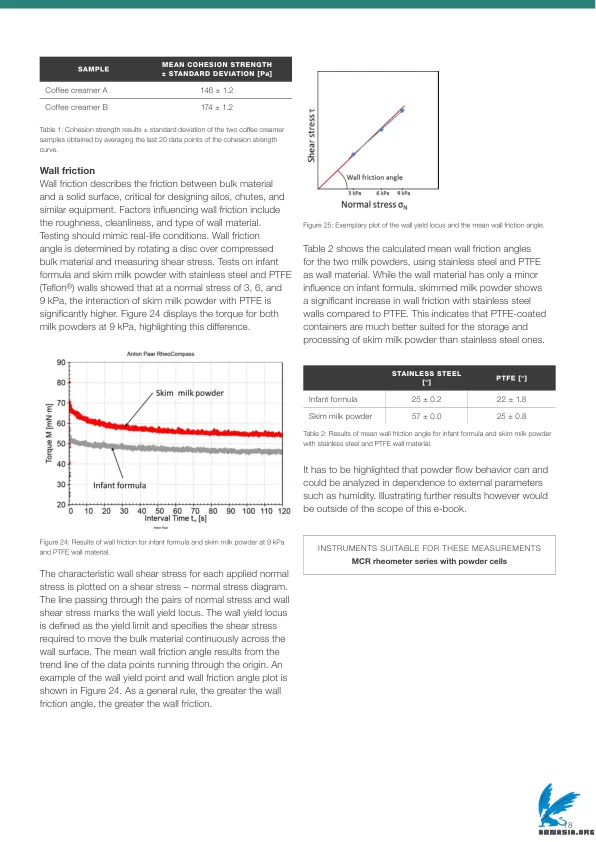 SAMPLE
MEAN COHESION STRENGTH
± STANDARD DEVIATION [Pa]
Coffee creamer A
146 ± 1.2
Coffee creamer B
174 ± 1.2
Table 1: Cohesion strength results ± standard deviation of the two coffee creamer
samples obtained by averaging the last 20 data points of the cohesion strength
curve.
Wall friction
Wall friction describes the friction between bulk material
and a solid surface, critical for designing silos, chutes, and
similar equipment. Factors influencing wall friction include
the roughness, cleanliness, and type of wall material.
Testing should mimic real-life conditions. Wall friction
angle is determined by rotating a disc over compressed
bulk material and measuring shear stress. Tests on infant
formula and skim milk powder with stainless steel and PTFE
(Teflon®) walls showed that at a normal stress of 3, 6, and
9 kPa, the interaction of skim milk powder with PTFE is
significantly higher. Figure 24 displays the torque for both
milk powders at 9 kPa, highlighting this difference.
Anton Paar RheoCompass
90
80
70
60
50
40
30
20
Torque M [mN·m]
Skim milk powder
Infant formula
0 10 20 30 40 50 60 70 80 90 100 110 120
Interval Time t, [s]
Anton Paar
Figure 24: Results of wall friction for infant formula and skim milk powder at 9 kPa
and PTFE wall material.
The characteristic wall shear stress for each applied normal
stress is plotted on a shear stress – normal stress diagram.
The line passing through the pairs of normal stress and wall
shear stress marks the wall yield locus. The wall yield locus
is defined as the yield limit and specifies the shear stress
required to move the bulk material continuously across the
wall surface. The mean wall friction angle results from the
trend line of the data points running through the origin. An
example of the wall yield point and wall friction angle plot is
shown in Figure 24. As a general rule, the greater the wall
friction angle, the greater the wall friction.
Shear stress τ
Wall friction angle
3 kPa 6 kPa 9 kPa
Normal stress σN
Figure 25: Exemplary plot of the wall yield locus and the mean wall friction angle.
Table 2 shows the calculated mean wall friction angles
for the two milk powders, using stainless steel and PTFE
as wall material. While the wall material has only a minor
influence on infant formula, skimmed milk powder shows
a significant increase in wall friction with stainless steel
walls compared to PTFE. This indicates that PTFE-coated
containers are much better suited for the storage and
processing of skim milk powder than stainless steel ones.
STAINLESS STEEL
[°]
PTFE [°]
Infant formula
25 ± 0.2
22 ± 1.8
Skim milk powder
57 ± 0.0
25 ± 0.8
Table 2: Results of mean wall friction angle for infant formula and skim milk powder
with stainless steel and PTFE wall material.
It has to be highlighted that powder flow behavior can and
could be analyzed in dependence to external parameters
such as humidity. Illustrating further results however would
be outside of the scope of this e-book.
INSTRUMENTS SUITABLE FOR THESE MEASUREMENTS
MCR rheometer series with powder cells
18
ABNASIA.ORG